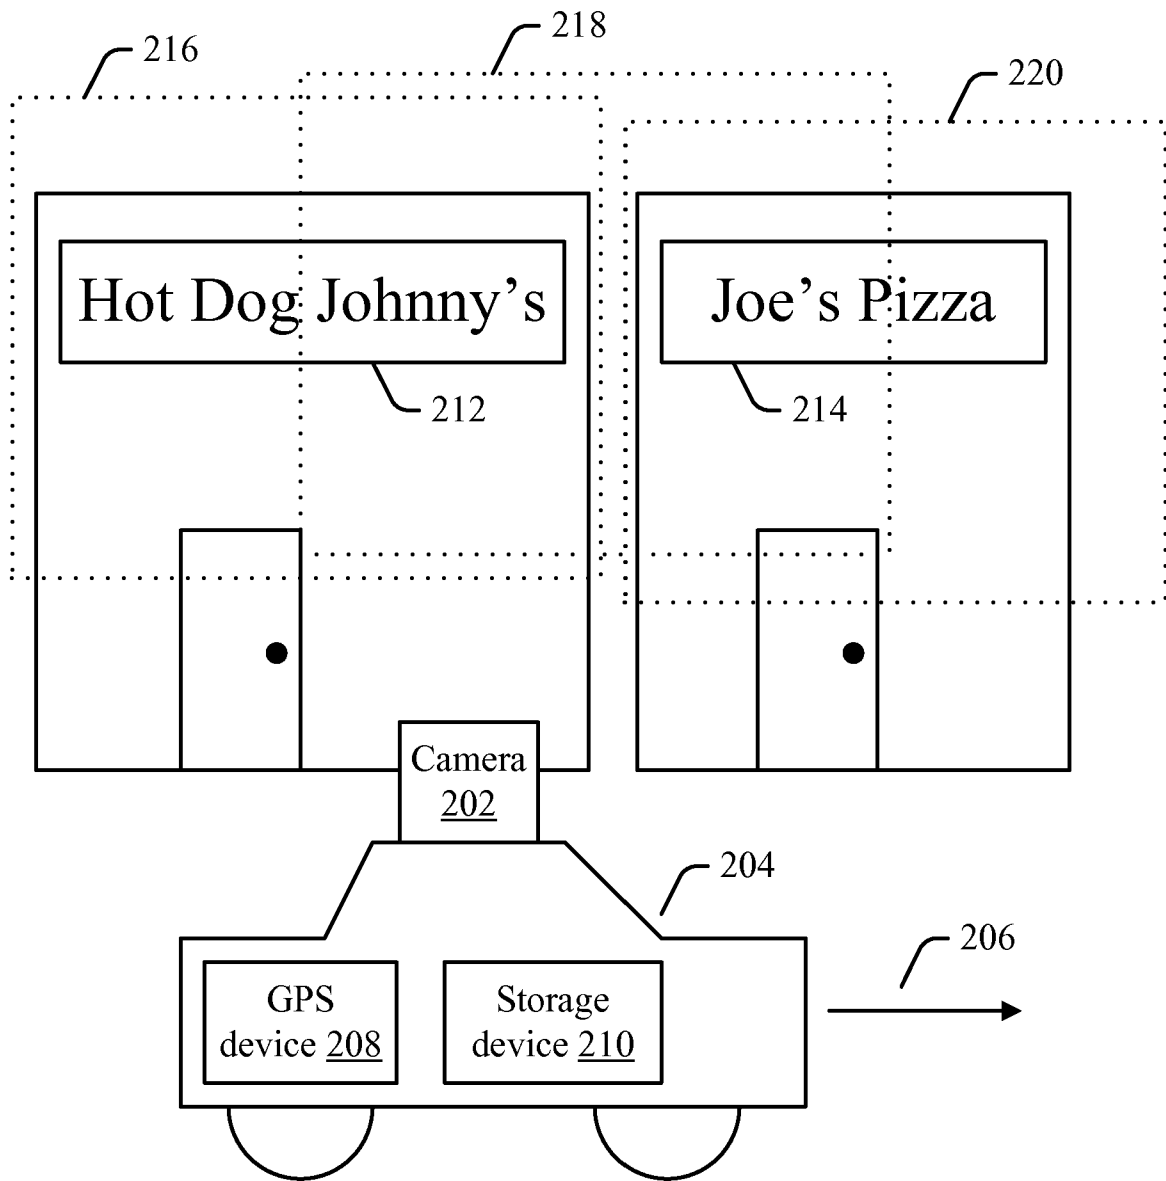 218
216
220
Hot Dog Johnny's
Joe's Pizza
212
214
Camera
202
204
206
GPS
device 208
Storage
device 210